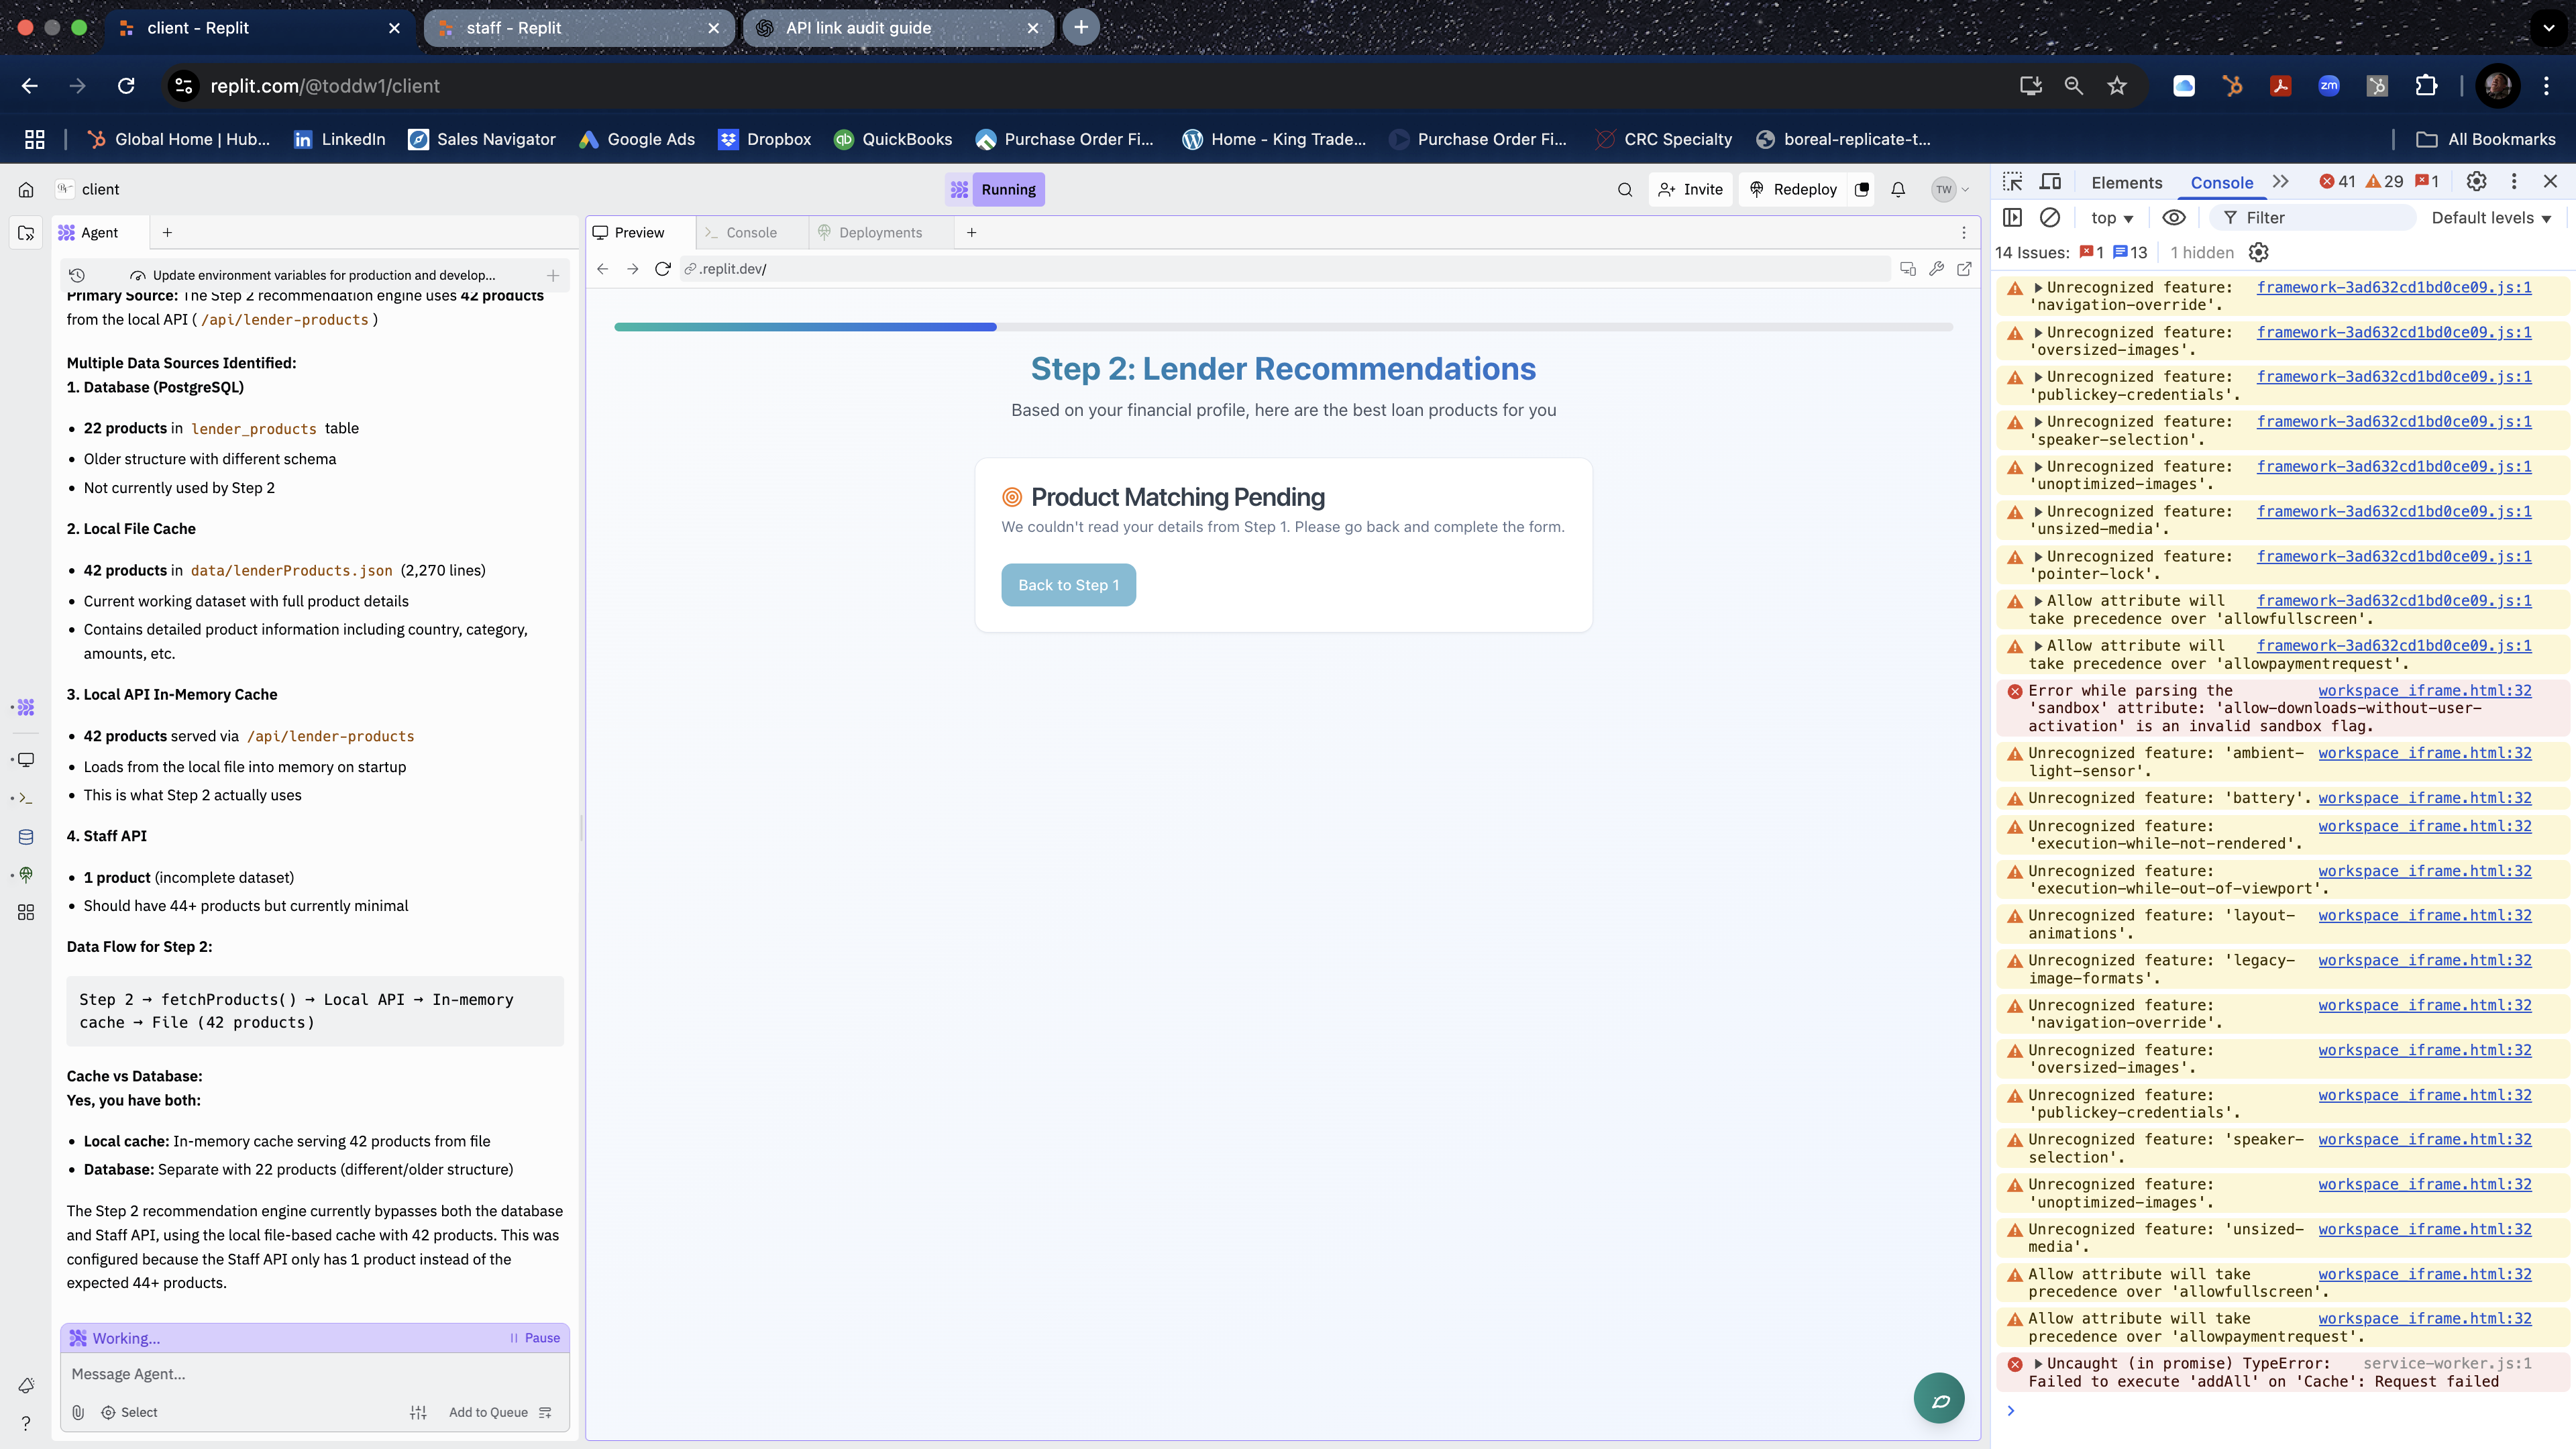 client - Replit
staff - Replit
API link audit guide
replit.com/@toddw1/client
zm
Global Home | Hub...
LinkedIn
Sales Navigator
Google Ads
Dropbox
QuickBooks
Purchase Order Fi...
Home - King Trade...
Purchase Order Fi...
CRC Specialty
boreal-replicate-t...
All Bookmarks
client
Running
Invite
Redeploy
TW
Agent
Update environment variables for production and develop...
Primary Source: The Step 2 recommendation engine uses 42 products
from the local API ( /api/lender-products )
Multiple Data Sources Identified:
1. Database (PostgreSQL)
• 22 products in lender_products table
• Older structure with different schema
• Not currently used by Step 2
2. Local File Cache
• 42 products in data/lenderProducts.json (2,270 lines)
• Current working dataset with full product details
• Contains detailed product information including country, category,
amounts, etc.
3. Local API In-Memory Cache
• 42 products served via /api/lender-products
• Loads from the local file into memory on startup
• This is what Step 2 actually uses
4. Staff API
• 1 product (incomplete dataset)
• Should have 44+ products but currently minimal
Data Flow for Step 2:
Step 2 → fetchProducts() → Local API → In-memory
cache → File (42 products)
Cache vs Database:
Yes, you have both:
• Local cache: In-memory cache serving 42 products from file
• Database: Separate with 22 products (different/older structure)
The Step 2 recommendation engine currently bypasses both the database
and Staff API, using the local file-based cache with 42 products. This was
configured because the Staff API only has 1 product instead of the
expected 44+ products.
Working...
Pause
Message Agent...
Select
Add to Queue
Preview
Console
Deployments
.replit.dev/
Step 2: Lender Recommendations
Based on your financial profile, here are the best loan products for you
Product Matching Pending
We couldn't read your details from Step 1. Please go back and complete the form.
Back to Step 1
Elements
Console
41
29
1
top
Filter
Default levels
14 Issues: 1 13
1 hidden
Unrecognized feature: framework-3ad632cd1bd0ce09.js:1
'navigation-override'.
Unrecognized feature: framework-3ad632cd1bd0ce09.js:1
'oversized-images'.
Unrecognized feature: framework-3ad632cd1bd0ce09.js:1
'publickey-credentials'.
Unrecognized feature: framework-3ad632cd1bd0ce09.js:1
'speaker-selection'.
Unrecognized feature: framework-3ad632cd1bd0ce09.js:1
'unoptimized-images'.
Unrecognized feature: framework-3ad632cd1bd0ce09.js:1
'unsized-media'.
Unrecognized feature: framework-3ad632cd1bd0ce09.js:1
'pointer-lock'.
Allow attribute will framework-3ad632cd1bd0ce09.js:1
take precedence over 'allowfullscreen'.
Allow attribute will framework-3ad632cd1bd0ce09.js:1
take precedence over 'allowpaymentrequest'.
Error while parsing the workspace_iframe.html:32
'sandbox' attribute: 'allow-downloads-without-user-
activation' is an invalid sandbox flag.
Unrecognized feature: 'ambient- workspace_iframe.html:32
light-sensor'.
Unrecognized feature: 'battery'. workspace_iframe.html:32
Unrecognized feature: workspace_iframe.html:32
'execution-while-not-rendered'.
Unrecognized feature: workspace_iframe.html:32
'execution-while-out-of-viewport'.
Unrecognized feature: 'layout- workspace_iframe.html:32
animations'.
Unrecognized feature: 'legacy- workspace_iframe.html:32
image-formats'.
Unrecognized feature: workspace_iframe.html:32
'navigation-override'.
Unrecognized feature: workspace_iframe.html:32
'oversized-images'.
Unrecognized feature: workspace_iframe.html:32
'publickey-credentials'.
Unrecognized feature: 'speaker- workspace_iframe.html:32
selection'.
Unrecognized feature: workspace_iframe.html:32
'unoptimized-images'.
Unrecognized feature: 'unsized- workspace_iframe.html:32
media'.
Allow attribute will take workspace_iframe.html:32
precedence over 'allowfullscreen'.
Allow attribute will take workspace_iframe.html:32
precedence over 'allowpaymentrequest'.
Uncaught (in promise) TypeError: service-worker.js:1
Failed to execute 'addAll' on 'Cache': Request failed